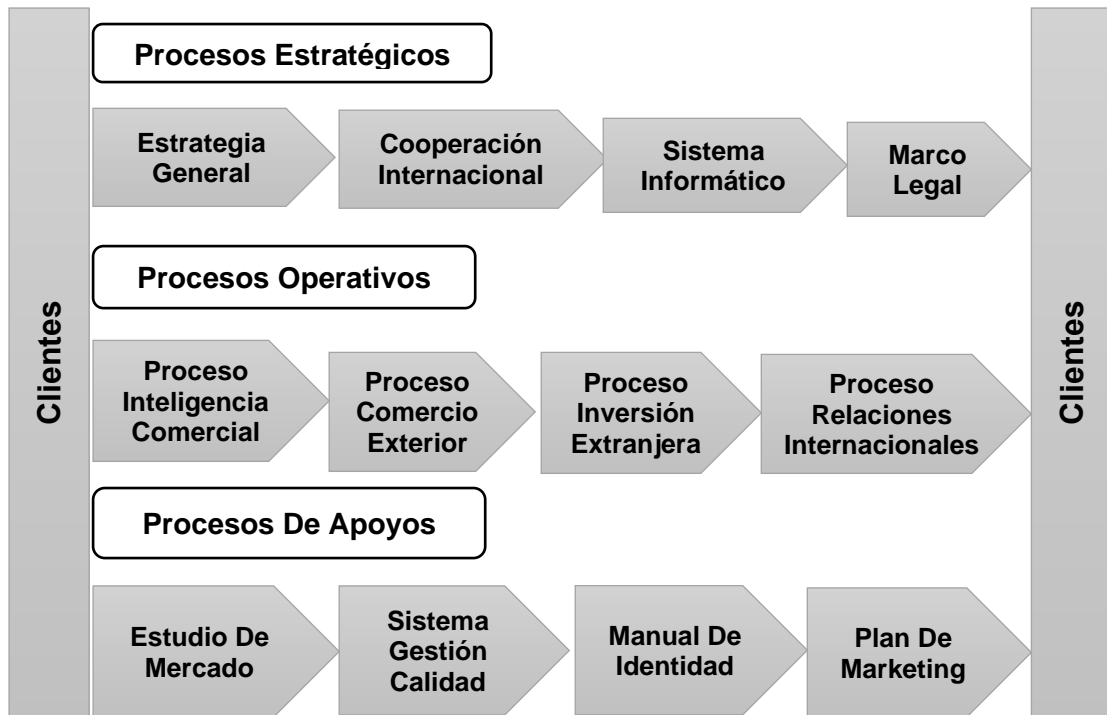 Clientes
Procesos Estratégicos
Estrategia
General
Cooperación
Internacional
Sistema
Informático
Marco
Legal
Procesos Operativos
Proceso
Inteligencia
Comercial
Proceso
Comercio
Exterior
Proceso
Inversión
Extranjera
Proceso
Relaciones
Internacionales
Procesos De Apoyos
Estudio De
Mercado
Sistema
Gestión
Calidad
Manual De
Identidad
Plan De
Marketing
Clientes